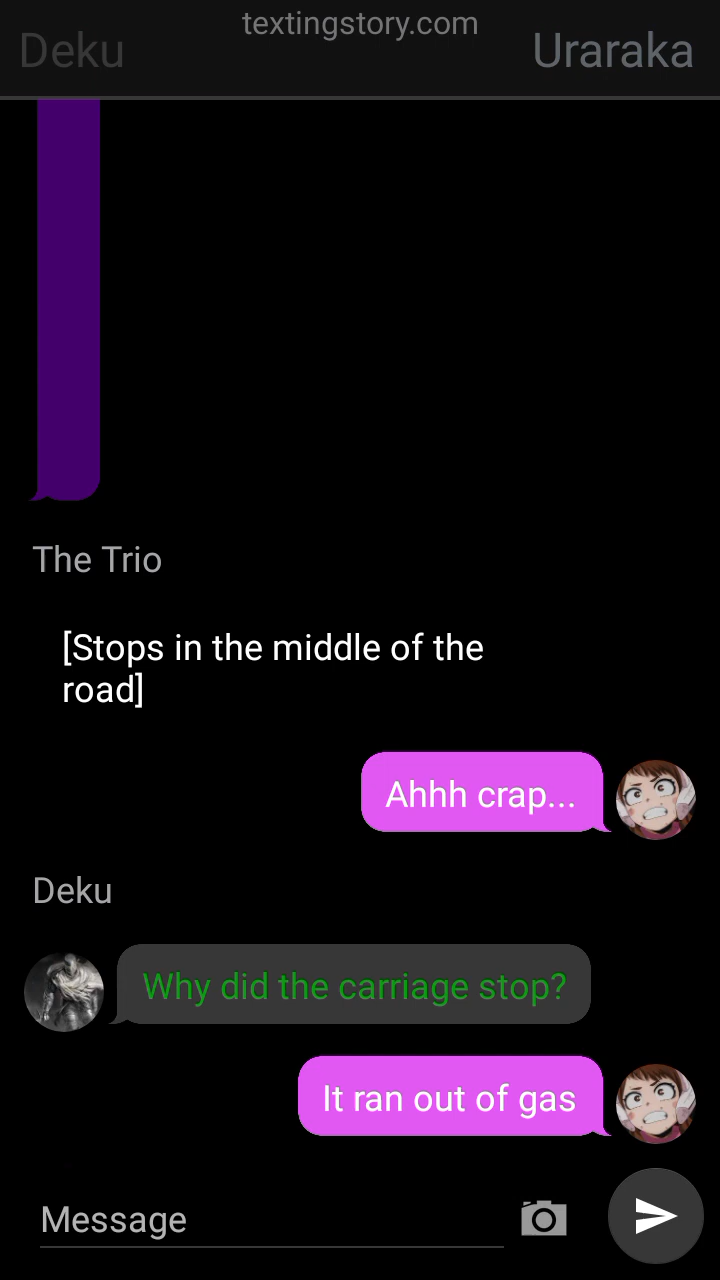 textingstory.com
Deku
Uraraka
The Trio
[Stops in the middle of the
road]
Ahhh crap...
Deku
Why did the carriage stop?
It ran out of gas
Message